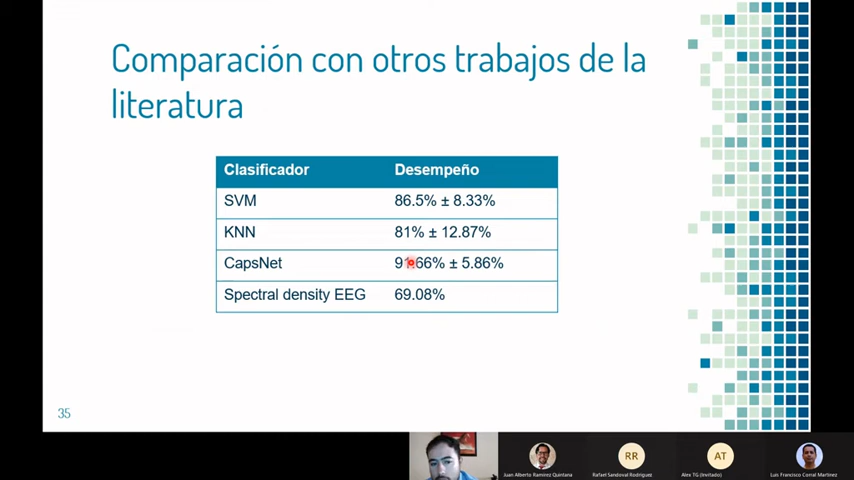 Comparación con otros trabajos de la
literatura
Clasificador Desempeño
SVM 86.5% ± 8.33%
KNN 81% ± 12.87%
CapsNet 91.66% ± 5.86%
Spectral density EEG 69.08%
35
RR
AT
Juan Alberto Ramirez Quintana
Rafael Sandoval Rodriguez
Alex TG (Invitado)
Luis Francisco Corral Martinez